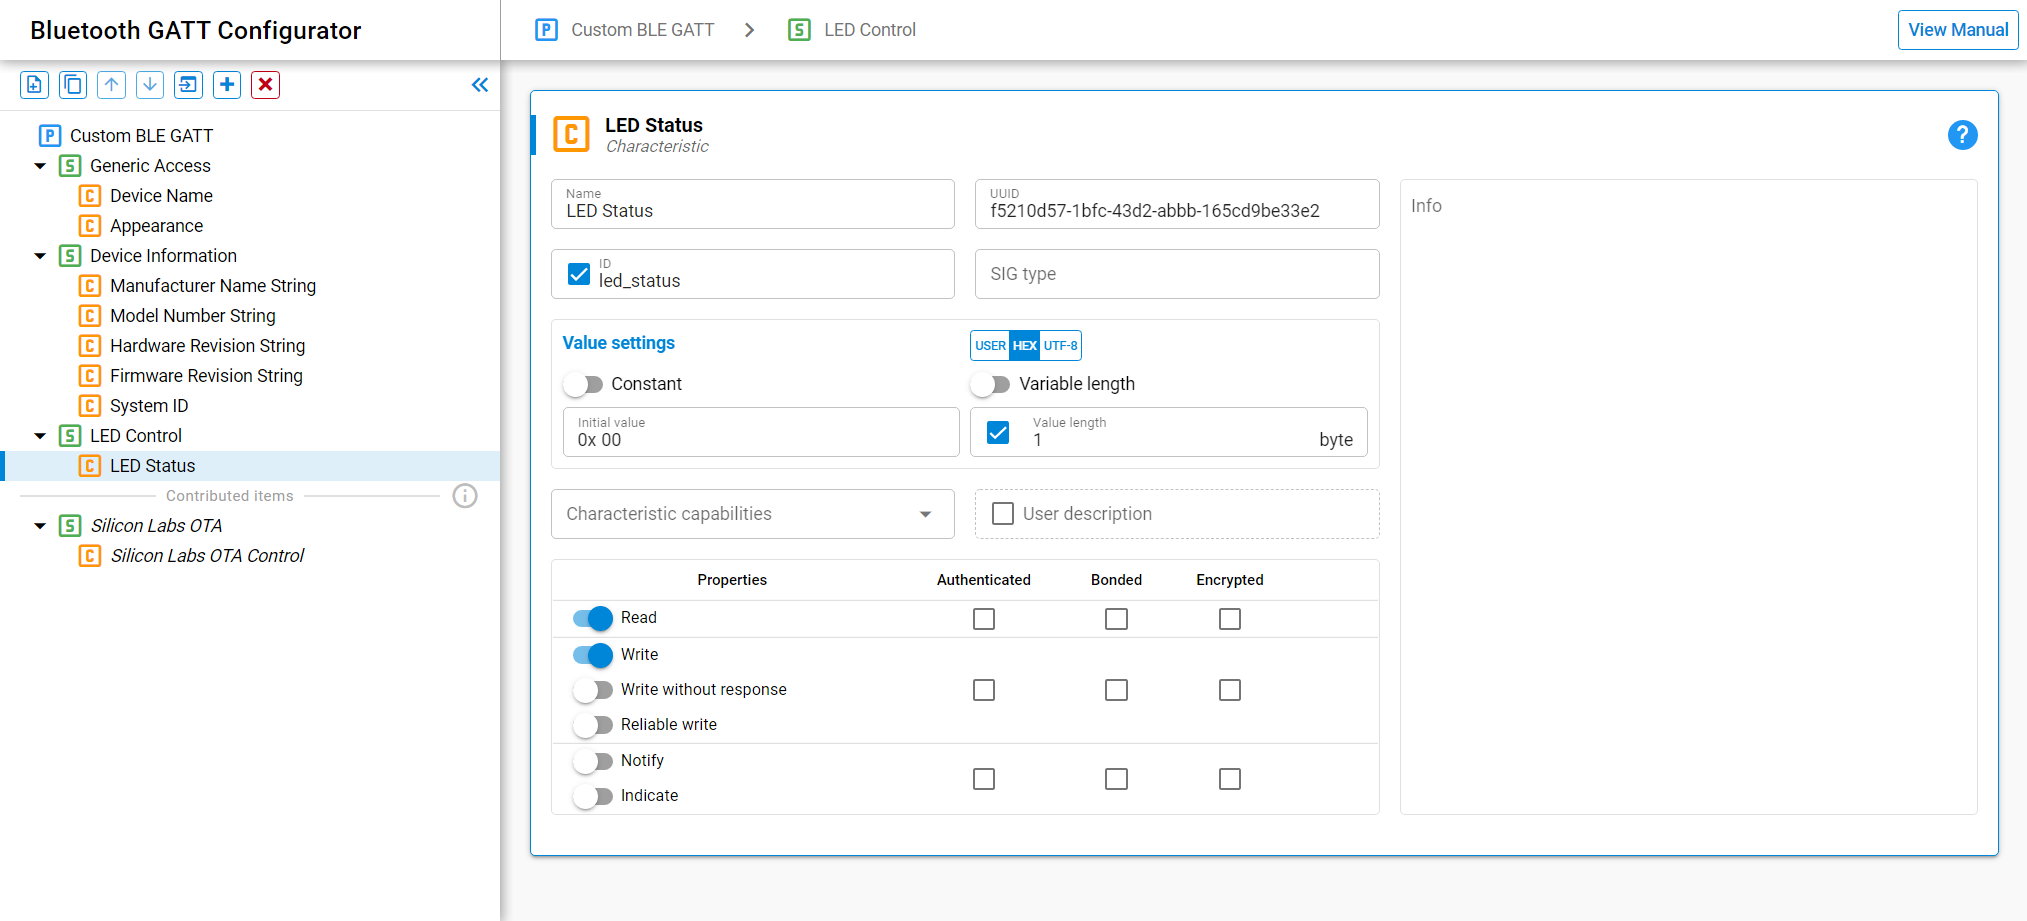 Bluetooth GATT Configurator
P Custom BLE GATT
S Generic Access
C Device Name
C Appearance
S Device Information
C Manufacturer Name String
C Model Number String
C Hardware Revision String
C Firmware Revision String
C System ID
S LED Control
C LED Status
Contributed items
S Silicon Labs OTA
C Silicon Labs OTA Control
P Custom BLE GATT > S LED Control
View Manual
C LED Status
Characteristic
?
Name
LED Status
UUID
f5210d57-1bfc-43d2-abbb-165cd9be33e2
Info
ID
led_status
SIG type
Value settings
USER HEX UTF-8
Constant
Variable length
Initial value
0x 00
Value length
1 byte
Characteristic capabilities
User description
Properties Authenticated Bonded Encrypted
Read
Write
Write without response
Reliable write
Notify
Indicate